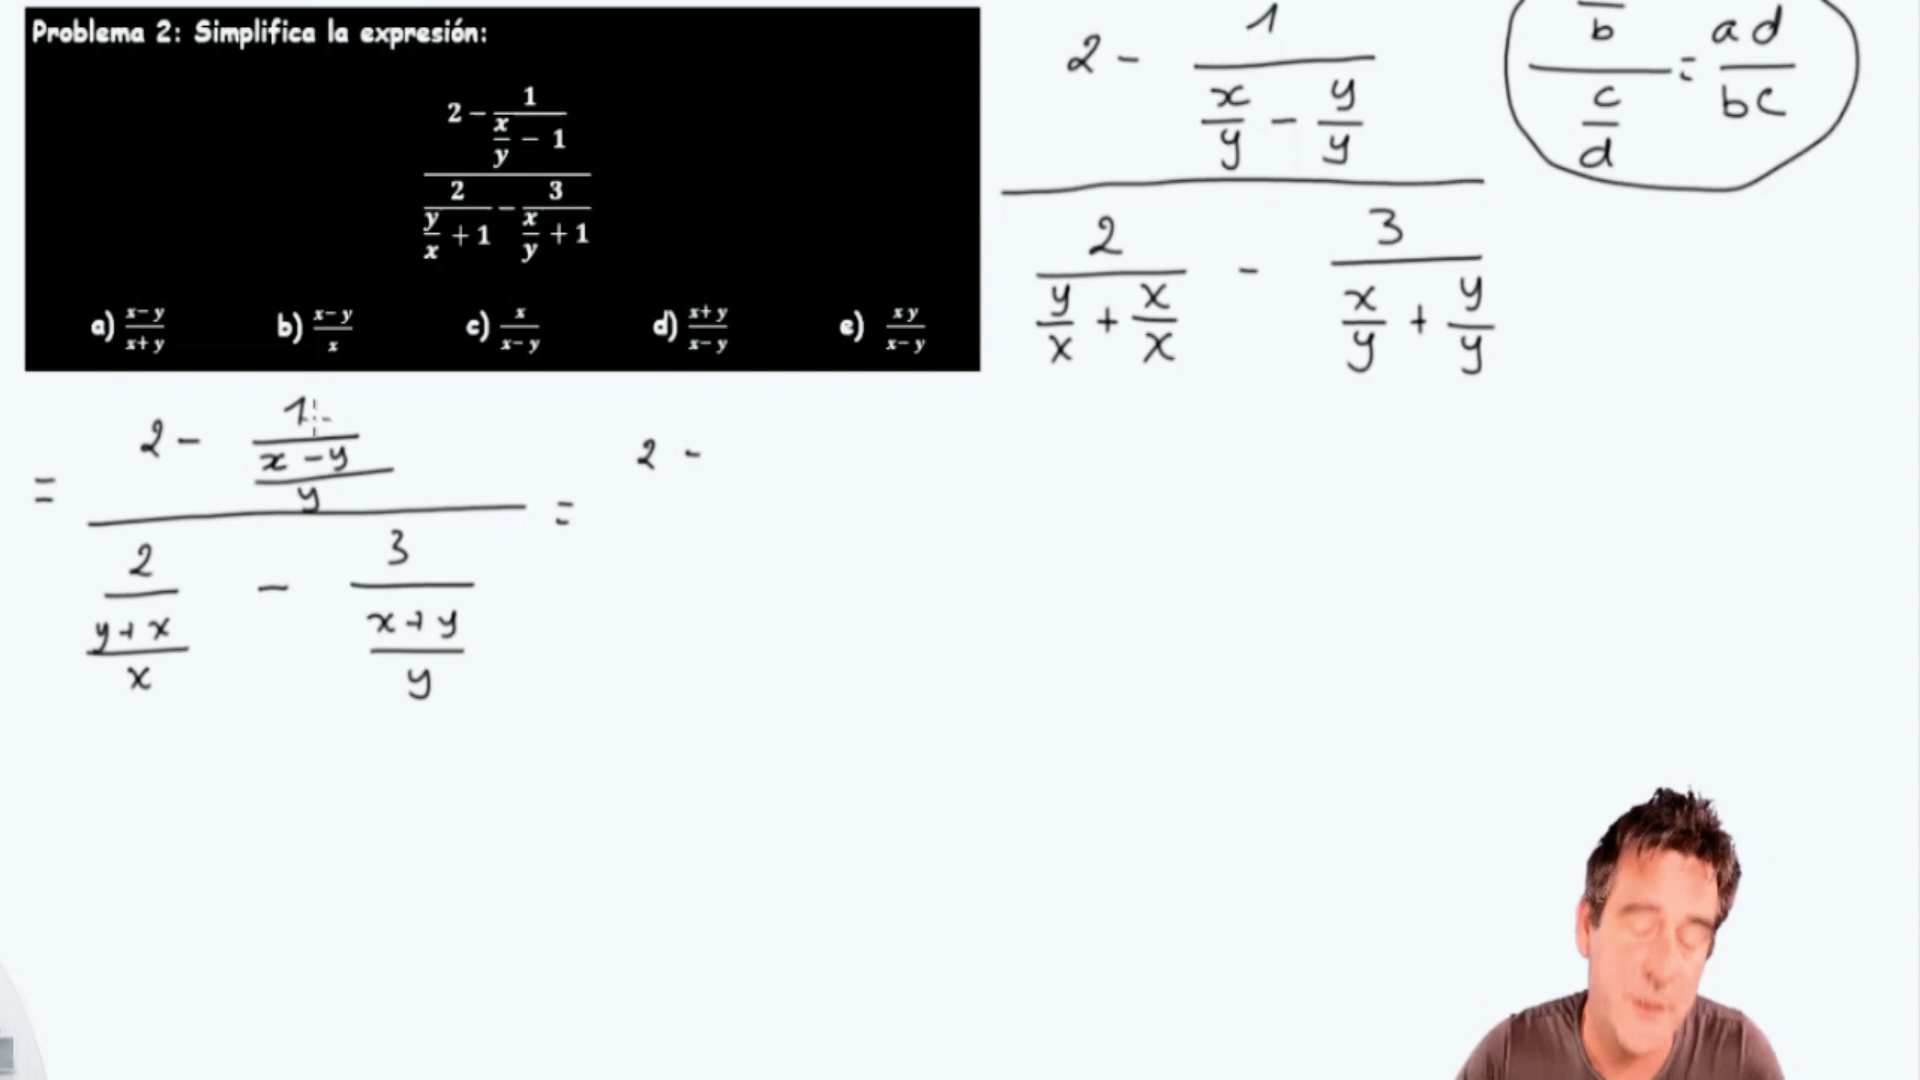 Problema 2: Simplifica la expresión:
2 - 1/(x/y - 1)
2/(y/x + 1) - 3/(x/y + 1)
a) x- y/x+ y b) x- y/x c) x/x- y d) x+ y/x- y e) x y/x- y
2 - 1/(x/y - y/y)
2/(y/x + x/x) - 3/(x/y + y/y)
b/(c/d) = ad/bc
= 2 - 1/((x - y)/y) = 2 -
2/((y + x)/x) - 3/((x + y)/y)